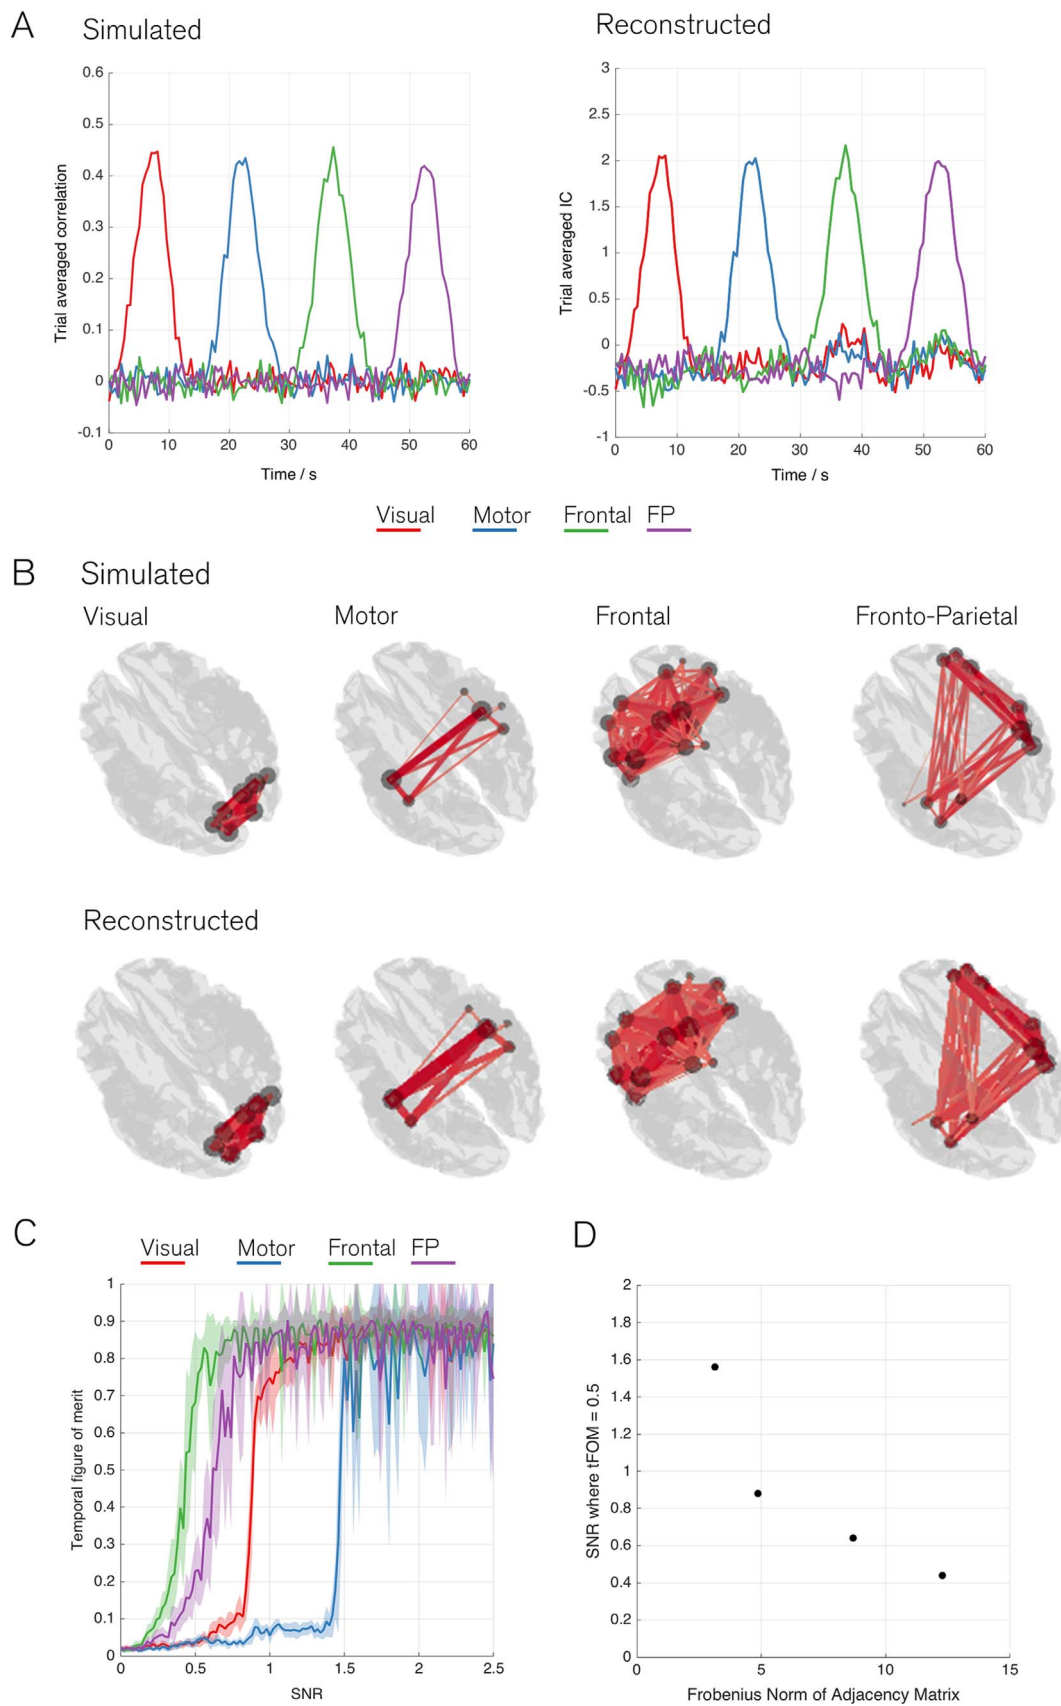 A
Simulated
Reconstructed
0.6
0.5
0.4
0.3
0.2
0.1
0
-0.1
Trial averaged correlation
0 10 20 30 40 50 60
Time / s
3
2.5
2
1.5
1
0.5
0
-0.5
-1
Trial averaged IC
0 10 20 30 40 50 60
Time / s
Visual Motor Frontal FP
B
Simulated
Visual Motor Frontal Fronto-Parietal
Reconstructed
C
Visual Motor Frontal FP
1
0.9
0.8
0.7
0.6
0.5
0.4
0.3
0.2
0.1
0
Temporal figure of merit
0 0.5 1 1.5 2 2.5
SNR
D
2
1.8
1.6
1.4
1.2
1
0.8
0.6
0.4
0.2
0
SNR where tFOM = 0.5
0 5 10 15
Frobenius Norm of Adjacency Matrix